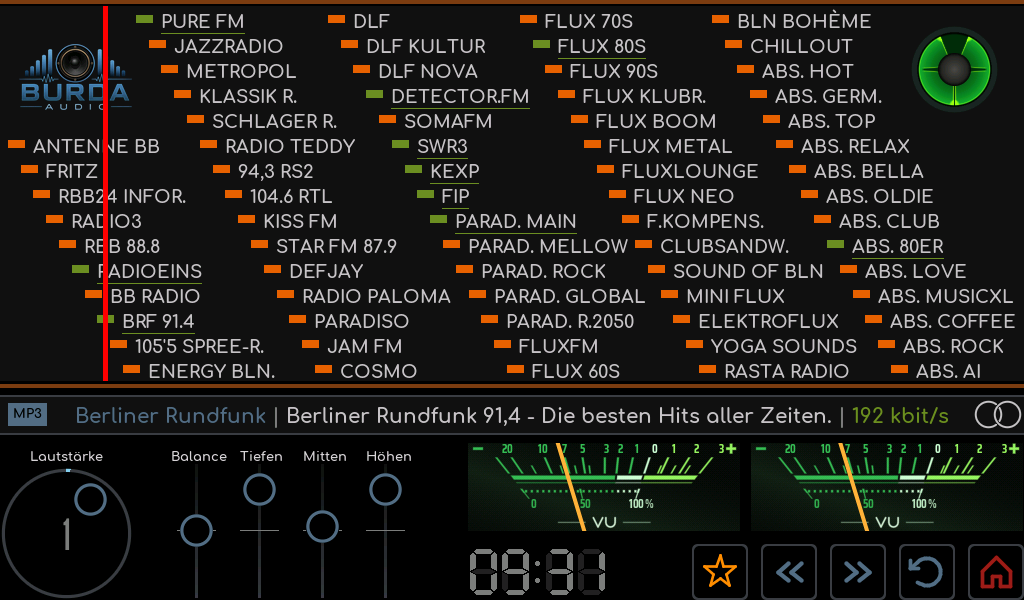 BURDA
AUDIO
PURE FM
JAZZRADIO
METROPOL
KLASSIK R.
SCHLAGER R.
ANTENNE BB
FRITZ
RBB24 INFOR.
RADIO3
RBB 88.8
RADIOEINS
BB RADIO
BRF 91.4
105'5 SPREE-R.
ENERGY BLN.
DLF
DLF KULTUR
DLF NOVA
DETECTOR.FM
SOMAFM
RADIO TEDDY
94,3 RS2
104.6 RTL
KISS FM
STAR FM 87.9
DEFJAY
RADIO PALOMA
PARADISO
JAM FM
COSMO
FLUX 70S
FLUX 80S
FLUX 90S
FLUX KLUBR.
FLUX BOOM
SWR3
KEXP
FIP
PARAD. MAIN
PARAD. MELLOW
PARAD. ROCK
PARAD. GLOBAL
PARAD. R.2050
FLUXFM
FLUX 60S
BLN BOHÈME
CHILLOUT
ABS. HOT
ABS. GERM.
ABS. TOP
FLUX METAL
FLUXLOUNGE
FLUX NEO
F.KOMPENS.
CLUBSANDW.
SOUND OF BLN
MINI FLUX
ELEKTROFLUX
YOGA SOUNDS
RASTA RADIO
ABS. RELAX
ABS. BELLA
ABS. OLDIE
ABS. CLUB
ABS. 80ER
ABS. LOVE
ABS. MUSICXL
ABS. COFFEE
ABS. ROCK
ABS. AI
MP3 Berliner Rundfunk | Berliner Rundfunk 91,4 - Die besten Hits aller Zeiten. | 192 kbit/s
Lautstärke Balance Tiefen Mitten Höhen
1
- 20 10 7 5 3 2 1 0 1 2 3 +
0 50 100 %
VU
- 20 10 7 5 3 2 1 0 1 2 3 +
0 50 100 %
VU
09:31